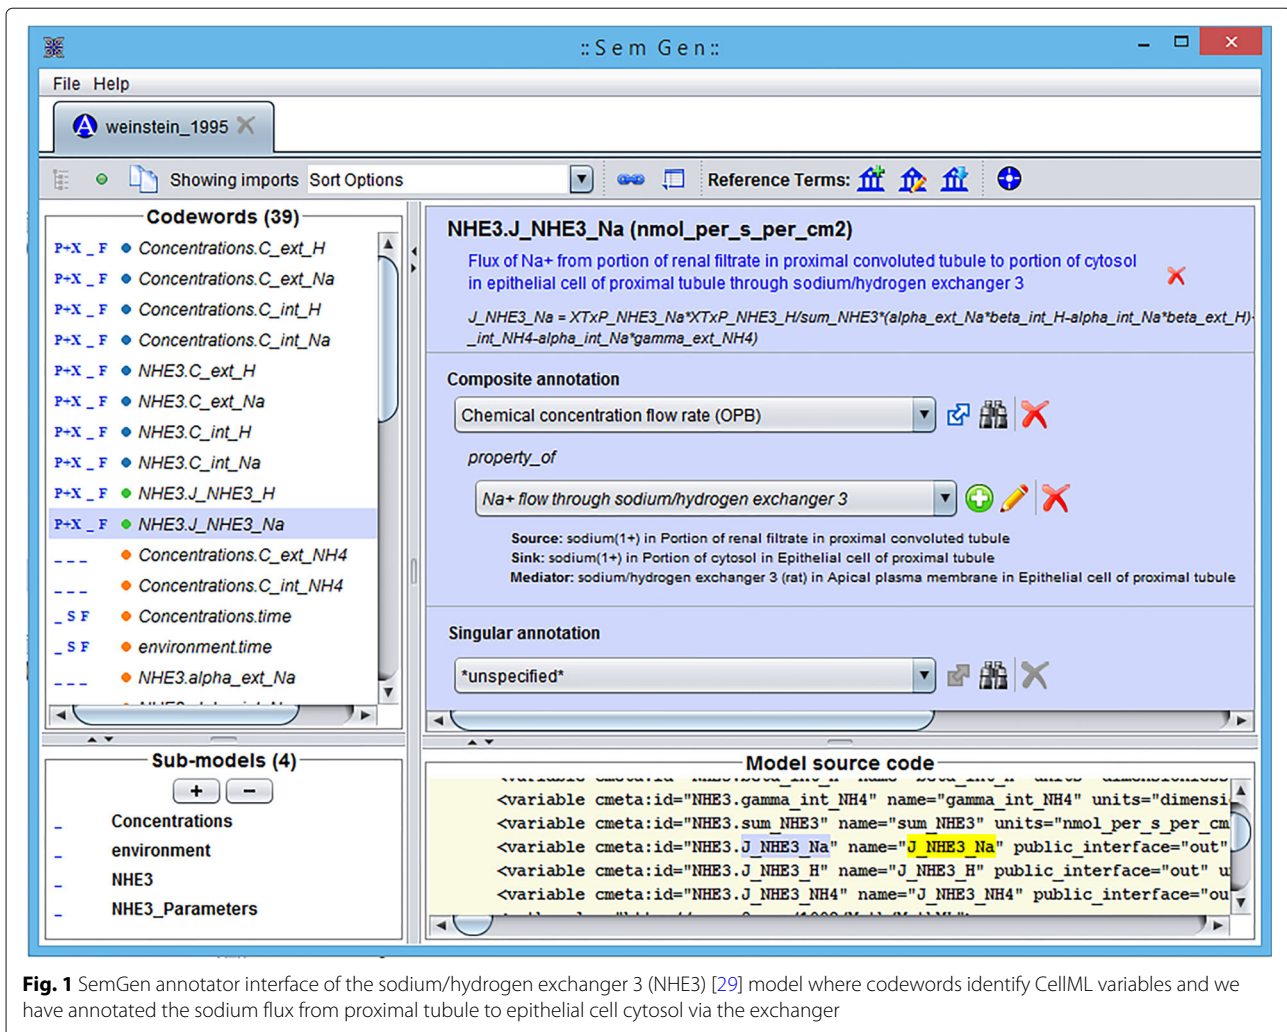 :: S e m G e n ::
File Help
weinstein_1995
Showing imports Sort Options Reference Terms:
Codewords (39)
P+X _ F Concentrations.C_ext_H
P+X _ F Concentrations.C_ext_Na
P+X _ F Concentrations.C_int_H
P+X _ F Concentrations.C_int_Na
P+X _ F NHE3.C_ext_H
P+X _ F NHE3.C_ext_Na
P+X _ F NHE3.C_int_H
P+X _ F NHE3.C_int_Na
P+X _ F NHE3.J_NHE3_H
P+X _ F NHE3.J_NHE3_Na
_ _ _ Concentrations.C_ext_NH4
_ _ _ Concentrations.C_int_NH4
_ S F Concentrations.time
_ S F environment.time
_ _ _ NHE3.alpha_ext_Na
NHE3.J_NHE3_Na (nmol_per_s_per_cm2)
Flux of Na+ from portion of renal filtrate in proximal convoluted tubule to portion of cytosol
in epithelial cell of proximal tubule through sodium/hydrogen exchanger 3
J_NHE3_Na = XTxP_NHE3_Na*XTxP_NHE3_H/sum_NHE3*(alpha_ext_Na*beta_int_H-alpha_int_Na*beta_ext_H)
_int_NH4-alpha_int_Na*gamma_ext_NH4)
Composite annotation
Chemical concentration flow rate (OPB)
property_of
Na+ flow through sodium/hydrogen exchanger 3
Source: sodium(1+) in Portion of renal filtrate in proximal convoluted tubule
Sink: sodium(1+) in Portion of cytosol in Epithelial cell of proximal tubule
Mediator: sodium/hydrogen exchanger 3 (rat) in Apical plasma membrane in Epithelial cell of proximal tubule
Singular annotation
*unspecified*
Sub-models (4)
+ −
_ Concentrations
_ environment
_ NHE3
_ NHE3_Parameters
Model source code
<variable cmeta:id="NHE3.gamma_int_NH4" name="gamma_int_NH4" units="dimensi
<variable cmeta:id="NHE3.sum_NHE3" name="sum_NHE3" units="nmol_per_s_per_cm
<variable cmeta:id="NHE3.J_NHE3_Na" name="J_NHE3_Na" public_interface="out"
<variable cmeta:id="NHE3.J_NHE3_H" name="J_NHE3_H" public_interface="out" u
<variable cmeta:id="NHE3.J_NHE3_NH4" name="J_NHE3_NH4" public_interface="ou
Fig. 1 SemGen annotator interface of the sodium/hydrogen exchanger 3 (NHE3) [29] model where codewords identify CellML variables and we
have annotated the sodium flux from proximal tubule to epithelial cell cytosol via the exchanger